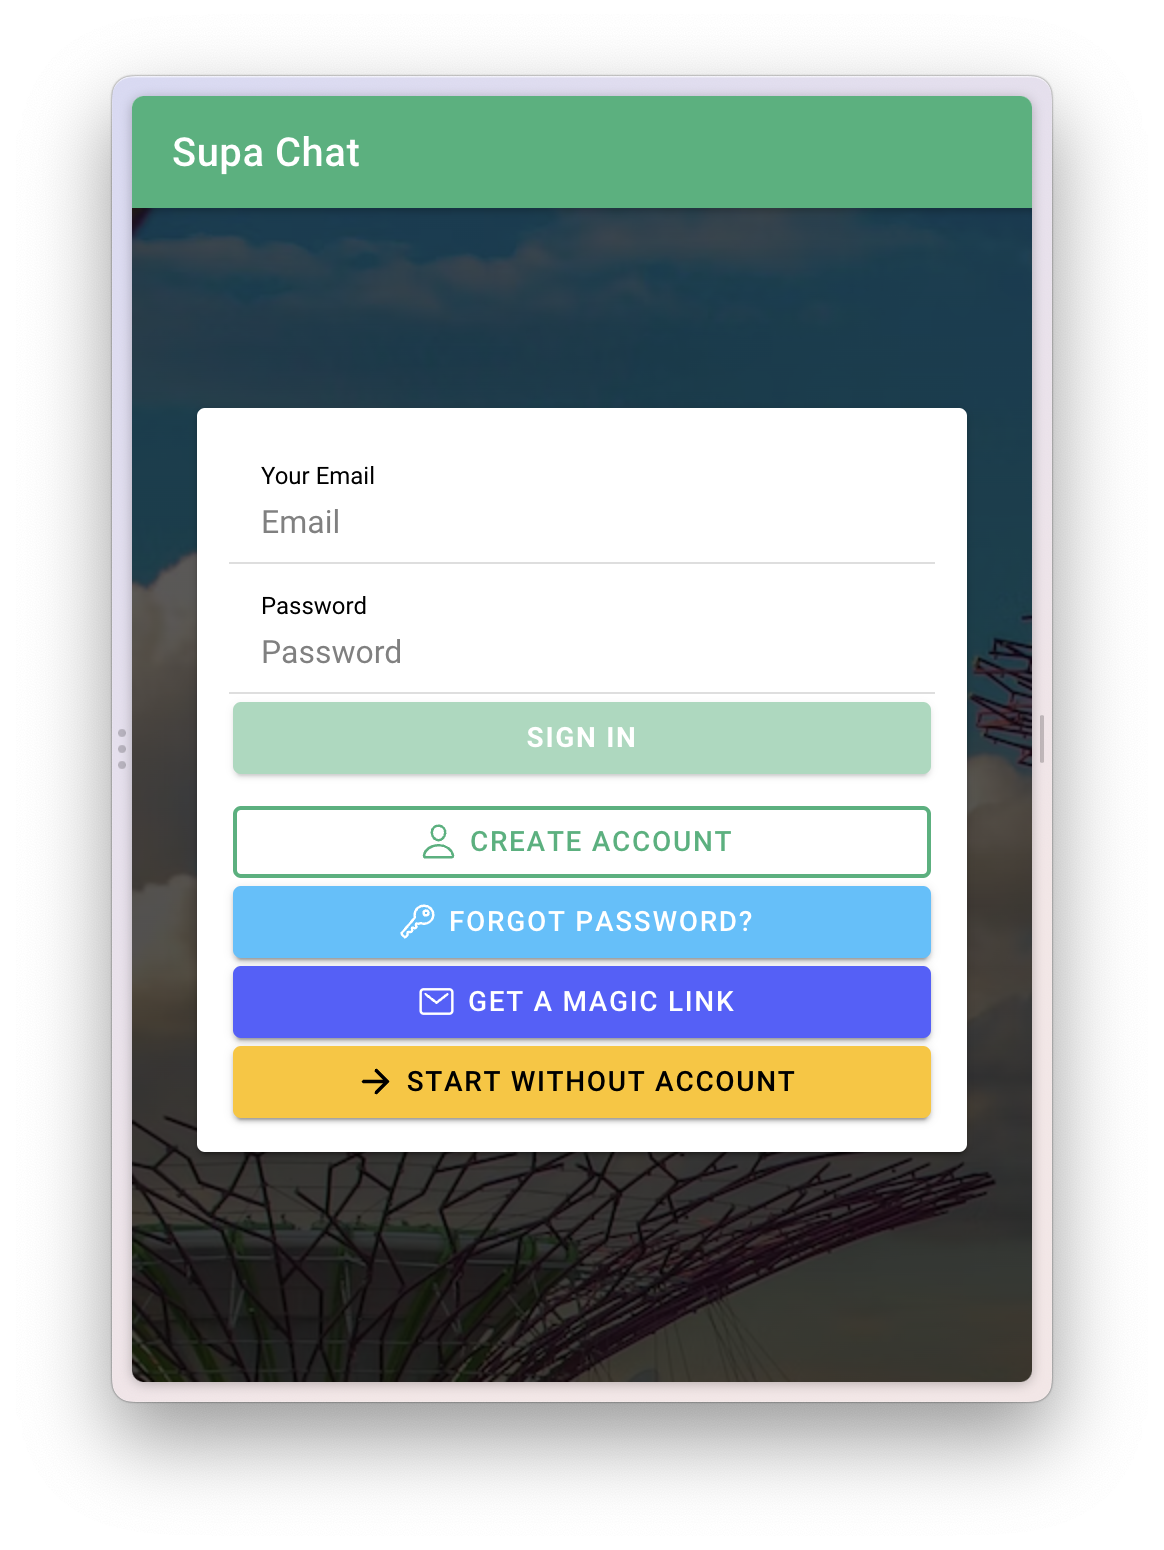 Supa Chat
Your Email
Email
Password
Password
SIGN IN
CREATE ACCOUNT
FORGOT PASSWORD?
GET A MAGIC LINK
START WITHOUT ACCOUNT